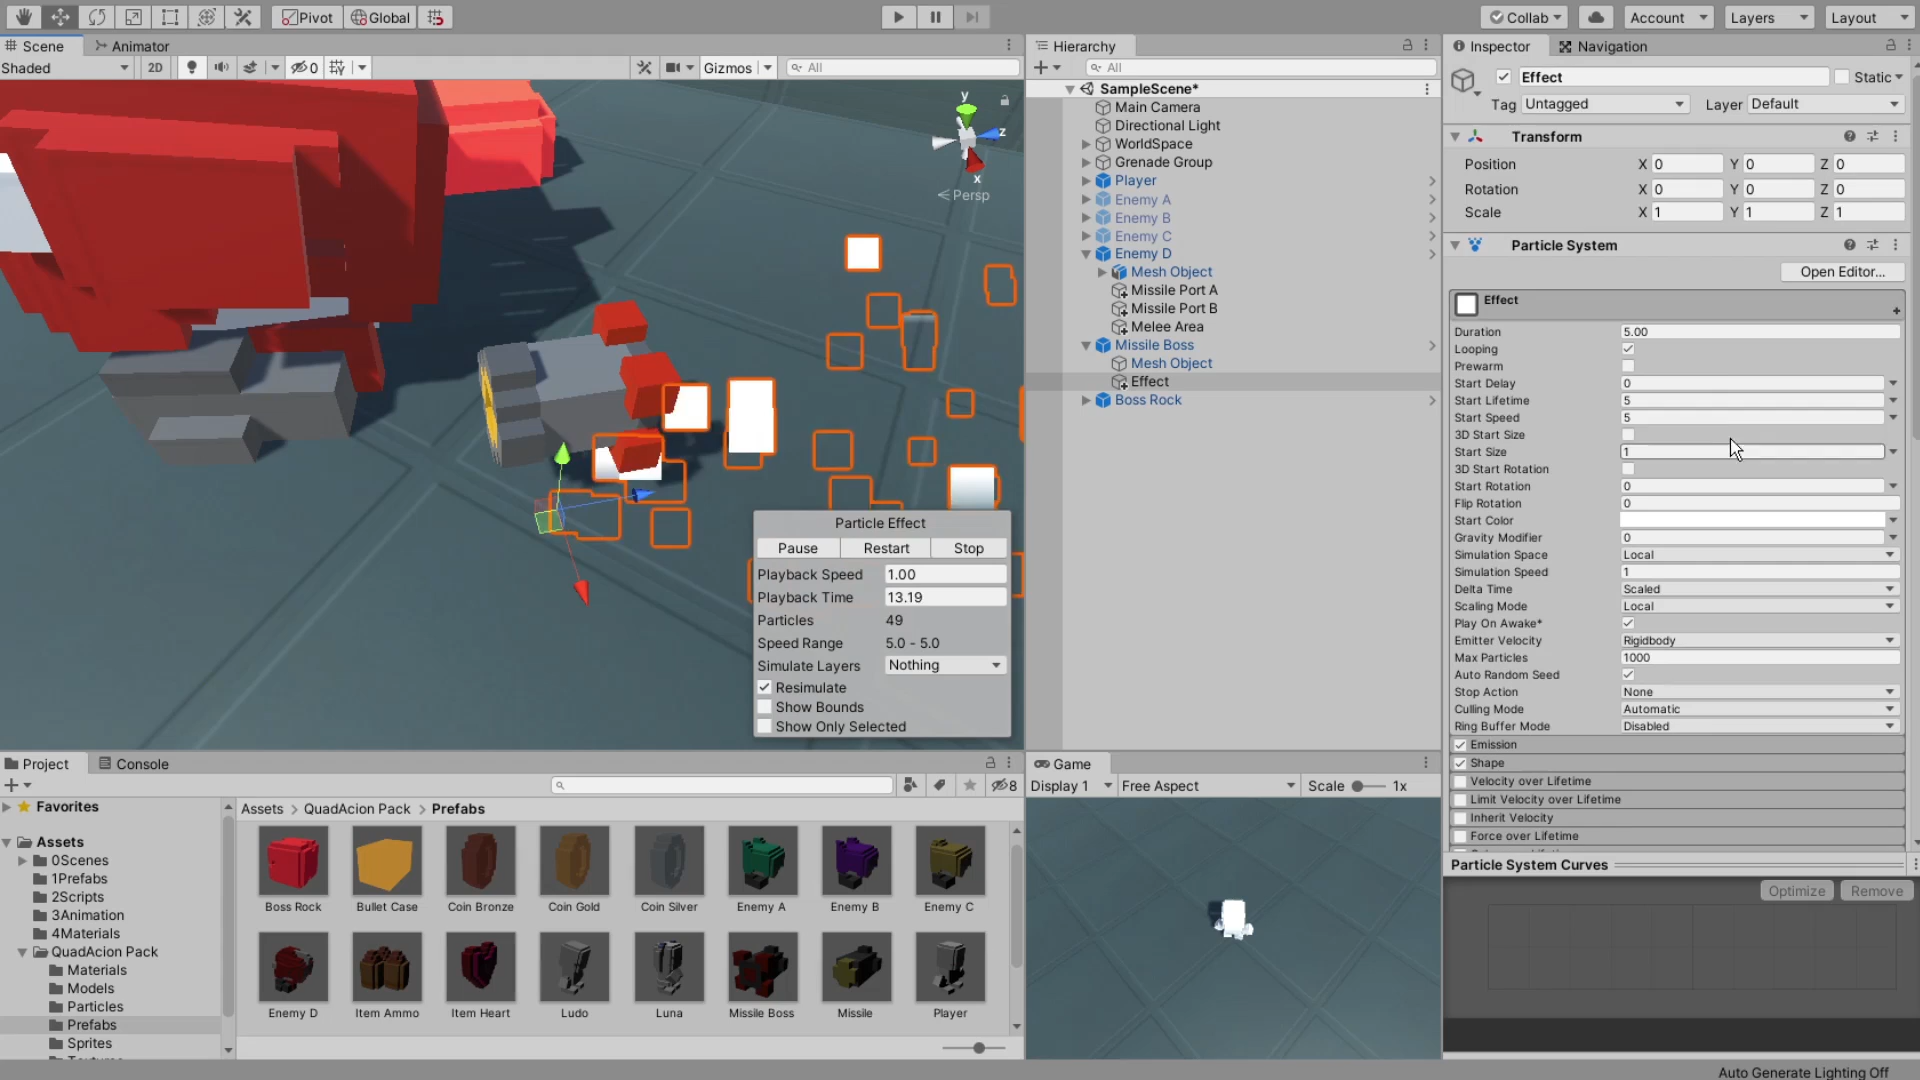 Pivot Global Collab Account Layers Layout
Scene Animator
Shaded 2D 0 Gizmos All
y
z
x
Persp
Particle Effect
Pause Restart Stop
Playback Speed 1.00
Playback Time 13.19
Particles 49
Speed Range 5.0 - 5.0
Simulate Layers Nothing
Resimulate
Show Bounds
Show Only Selected
Hierarchy
All
SampleScene*
Main Camera
Directional Light
WorldSpace
Grenade Group
Player
Enemy A
Enemy B
Enemy C
Enemy D
Mesh Object
Missile Port A
Missile Port B
Melee Area
Missile Boss
Mesh Object
Effect
Boss Rock
Inspector Navigation
Effect Static
Tag Untagged Layer Default
Transform
Position X 0 Y 0 Z 0
Rotation X 0 Y 0 Z 0
Scale X 1 Y 1 Z 1
Particle System
Open Editor...
Effect
Duration 5.00
Looping
Prewarm
Start Delay 0
Start Lifetime 5
Start Speed 5
3D Start Size
Start Size 1
3D Start Rotation
Start Rotation 0
Flip Rotation 0
Start Color
Gravity Modifier 0
Simulation Space Local
Simulation Speed 1
Delta Time Scaled
Scaling Mode Local
Play On Awake*
Emitter Velocity Rigidbody
Max Particles 1000
Auto Random Seed
Stop Action None
Culling Mode Automatic
Ring Buffer Mode Disabled
Emission
Shape
Velocity over Lifetime
Limit Velocity over Lifetime
Inherit Velocity
Force over Lifetime
Particle System Curves
Optimize Remove
Project Console
8
Favorites
Assets
0Scenes
1Prefabs
2Scripts
3Animation
4Materials
QuadAcion Pack
Materials
Models
Particles
Prefabs
Sprites
Assets > QuadAcion Pack > Prefabs
Boss Rock Bullet Case Coin Bronze Coin Gold Coin Silver Enemy A Enemy B Enemy C
Enemy D Item Ammo Item Heart Ludo Luna Missile Boss Missile Player
Game
Display 1 Free Aspect Scale 1x
Auto Generate Lighting Off